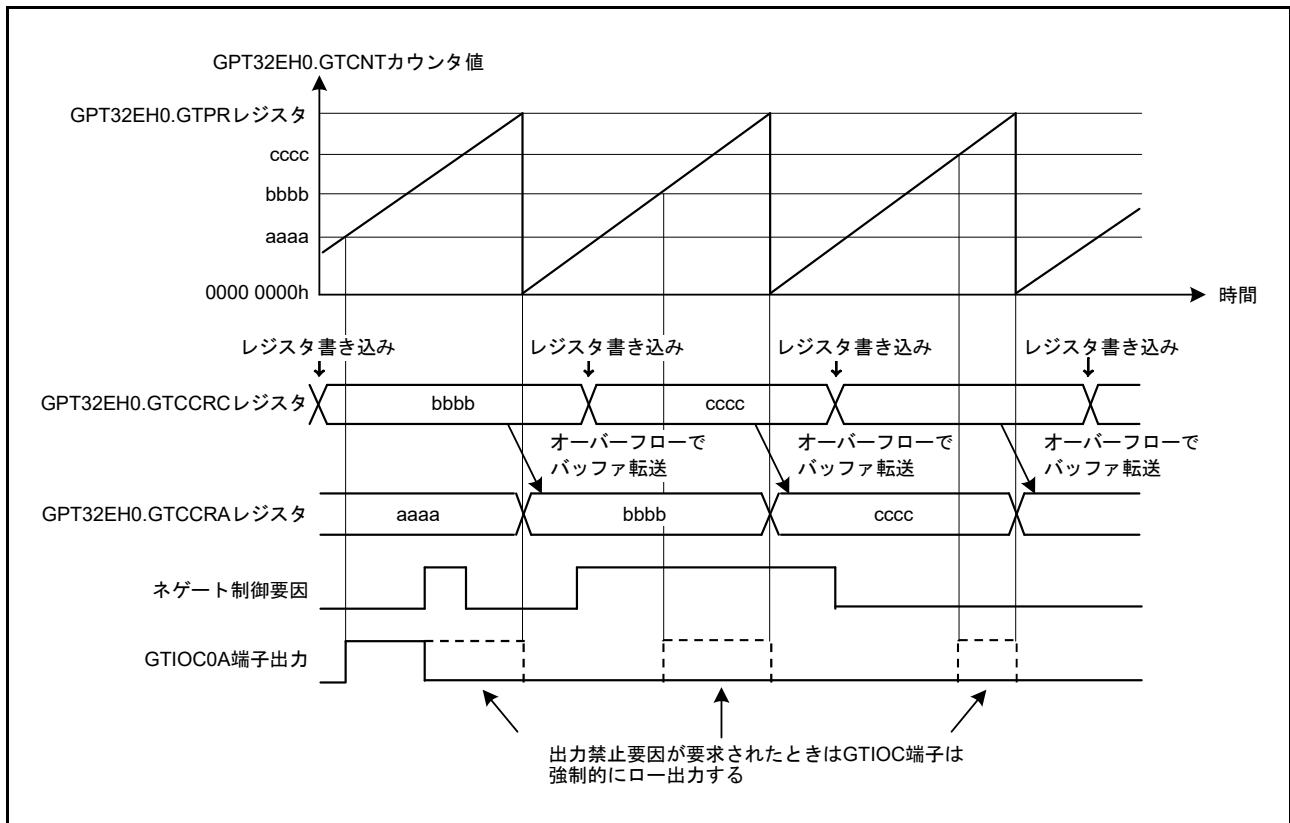 GPT32EH0.GTCNTカウンタ値
GPT32EH0.GTPRレジスタ
cccc
bbbb
aaaa
0000 0000h
時間
レジスタ書き込み
レジスタ書き込み
レジスタ書き込み
レジスタ書き込み
GPT32EH0.GTCCRCレジスタ
bbbb
cccc
オーバーフローで
バッファ転送
オーバーフローで
バッファ転送
オーバーフローで
バッファ転送
GPT32EH0.GTCCRAレジスタ
aaaa
bbbb
cccc
ネゲート制御要因
GTIOC0A端子出力
出力禁止要因が要求されたときはGTIOC端子は
強制的にロー出力する